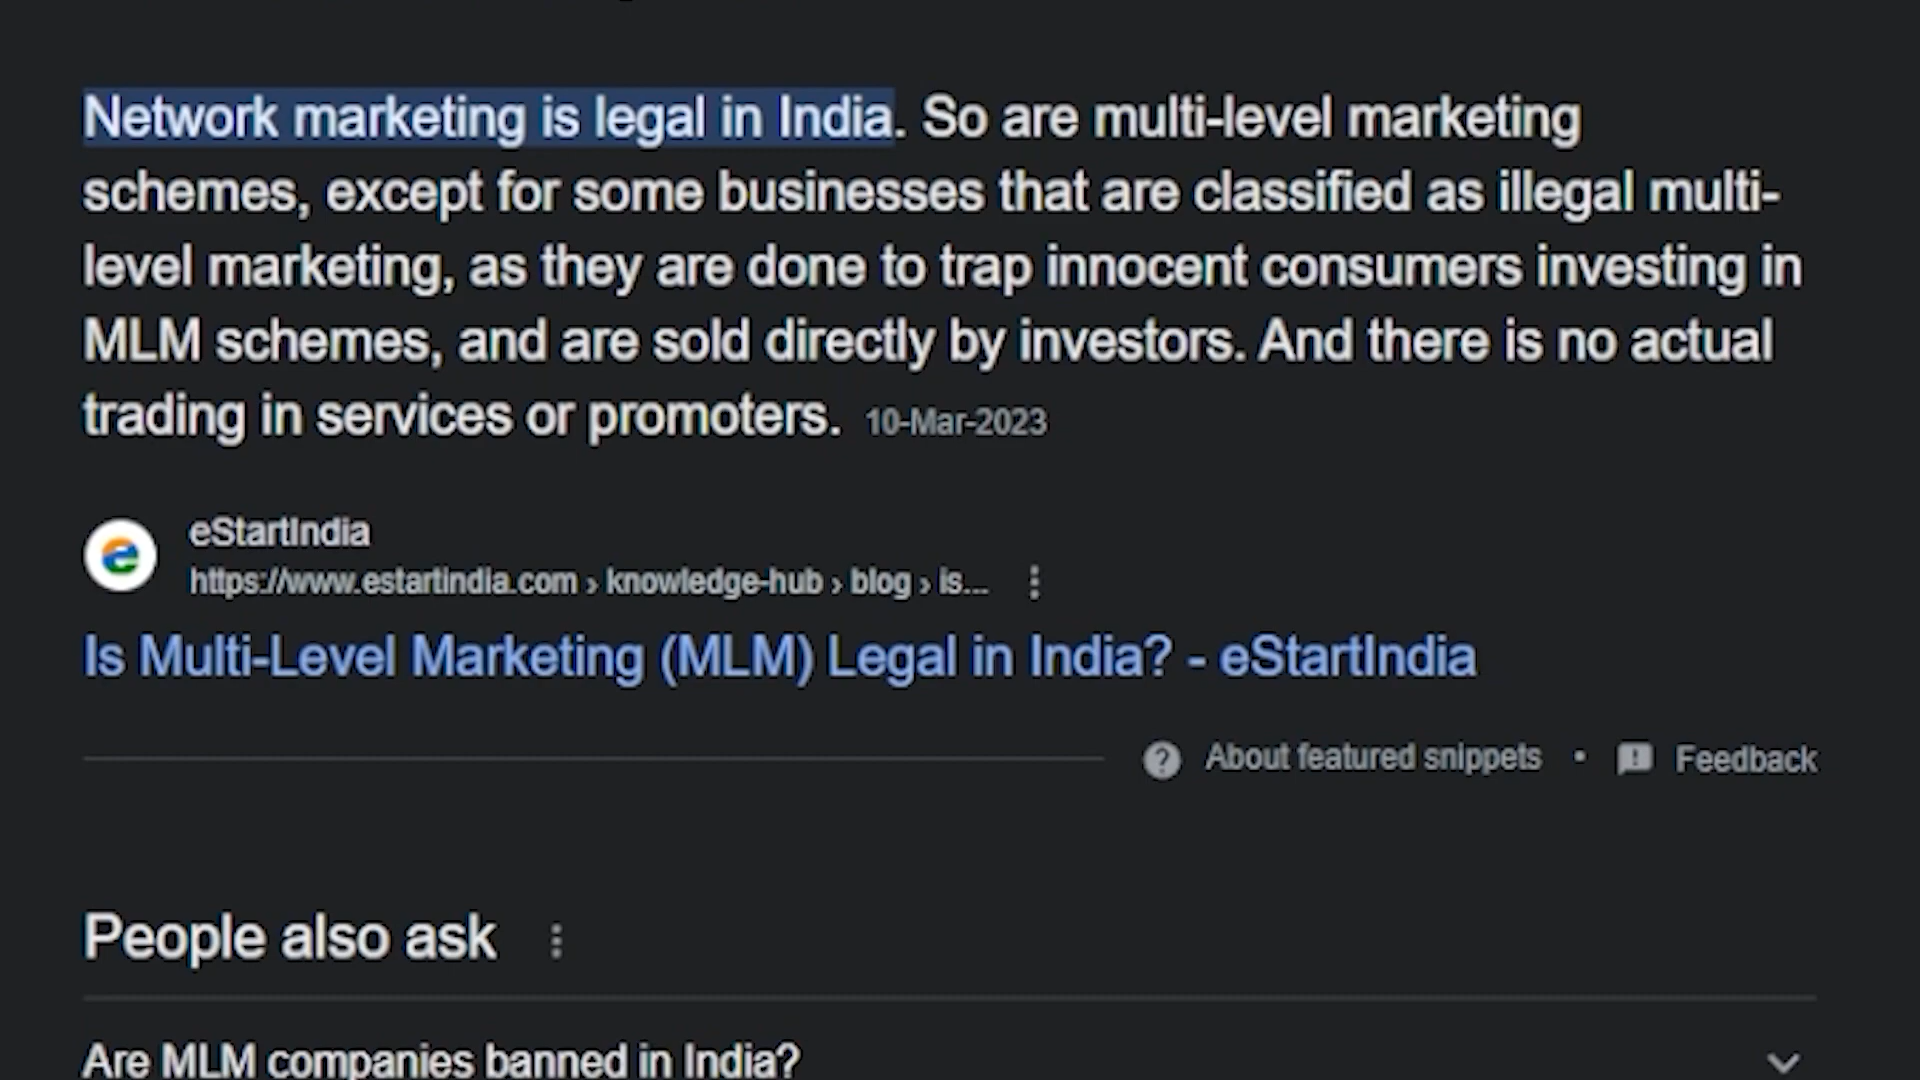 Network marketing is legal in India. So are multi-level marketing
schemes, except for some businesses that are classified as illegal multi-
level marketing, as they are done to trap innocent consumers investing in
MLM schemes, and are sold directly by investors. And there is no actual
trading in services or promoters. 10-Mar-2023
eStartIndia
https://www.estartindia.com › knowledge-hub › blog › is...
Is Multi-Level Marketing (MLM) Legal in India? - eStartIndia
About featured snippets • Feedback
People also ask
Are MLM companies banned in India?